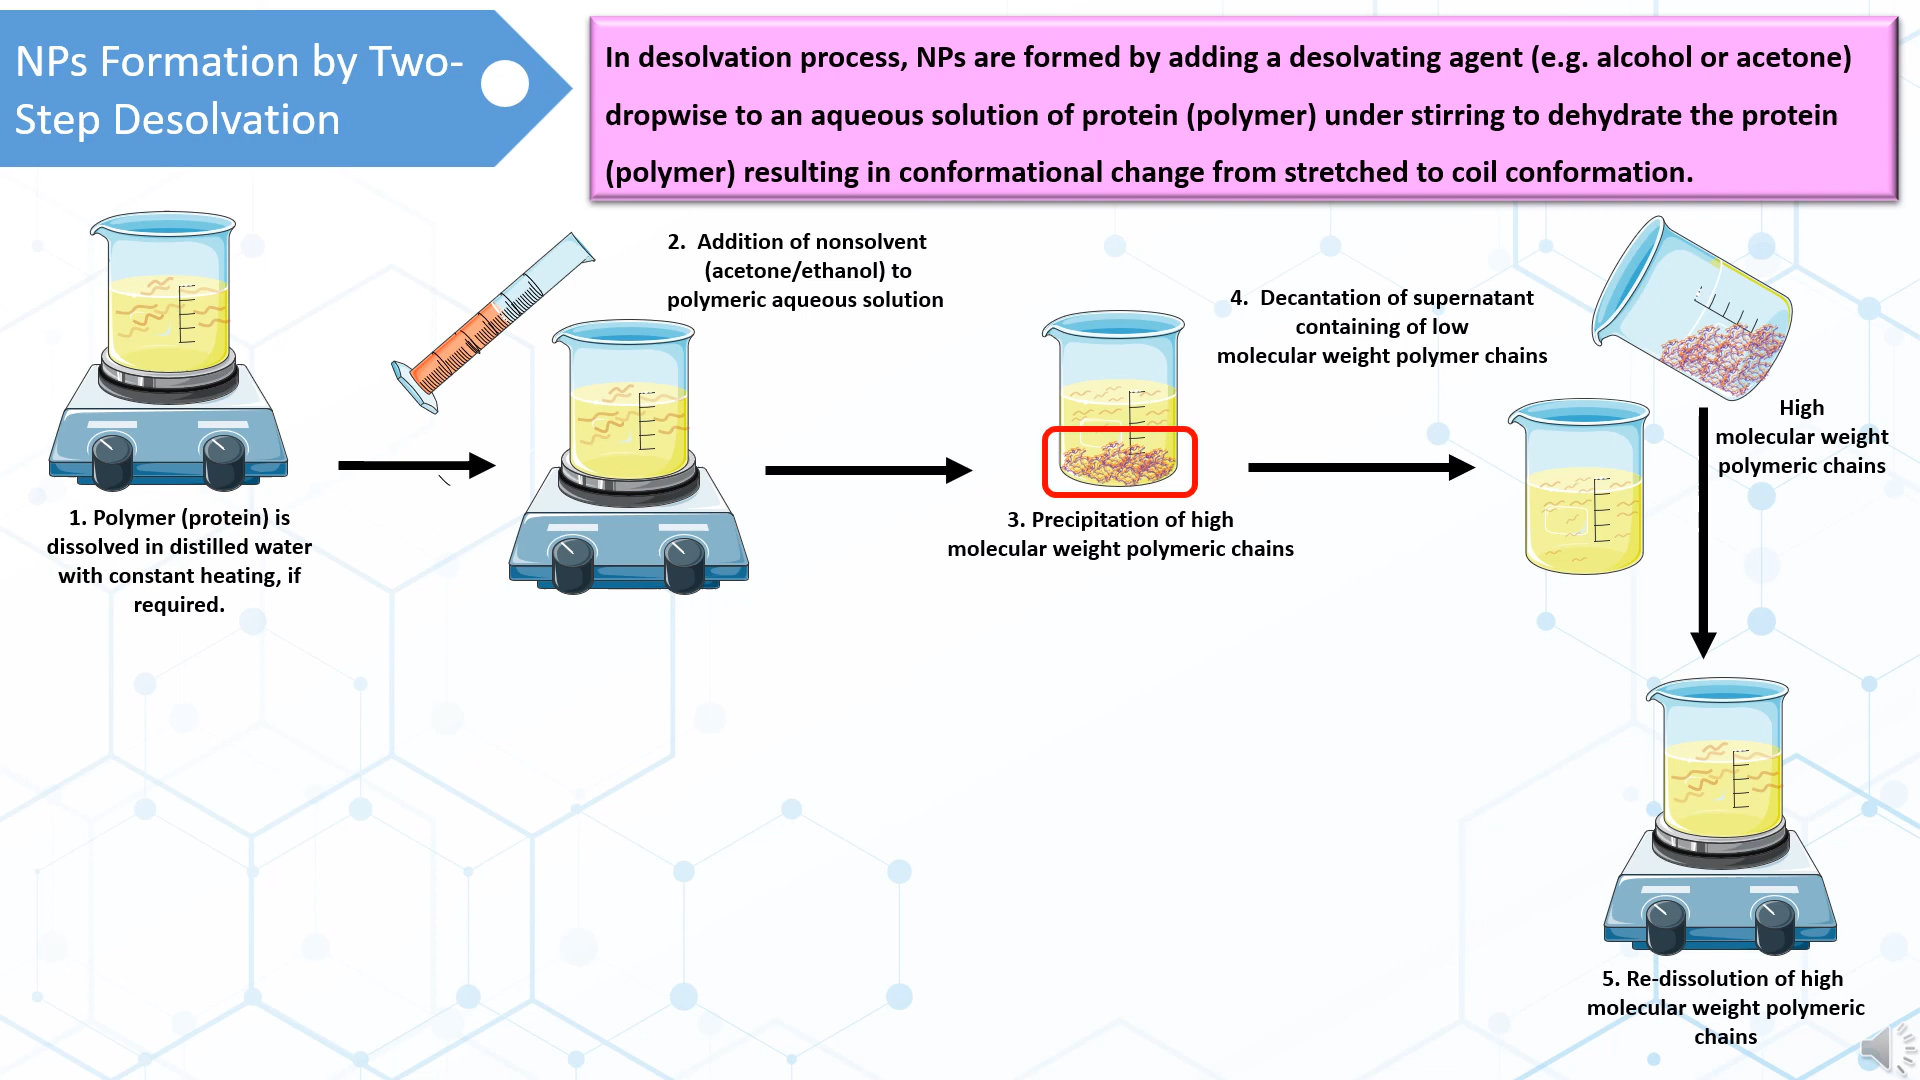 NPs Formation by Two-
Step Desolvation
In desolvation process, NPs are formed by adding a desolvating agent (e.g. alcohol or acetone)
dropwise to an aqueous solution of protein (polymer) under stirring to dehydrate the protein
(polymer) resulting in conformational change from stretched to coil conformation.
1. Polymer (protein) is
dissolved in distilled water
with constant heating, if
required.
2. Addition of nonsolvent
(acetone/ethanol) to
polymeric aqueous solution
3. Precipitation of high
molecular weight polymeric chains
4. Decantation of supernatant
containing of low
molecular weight polymer chains
High
molecular weight
polymeric chains
5. Re-dissolution of high
molecular weight polymeric
chains